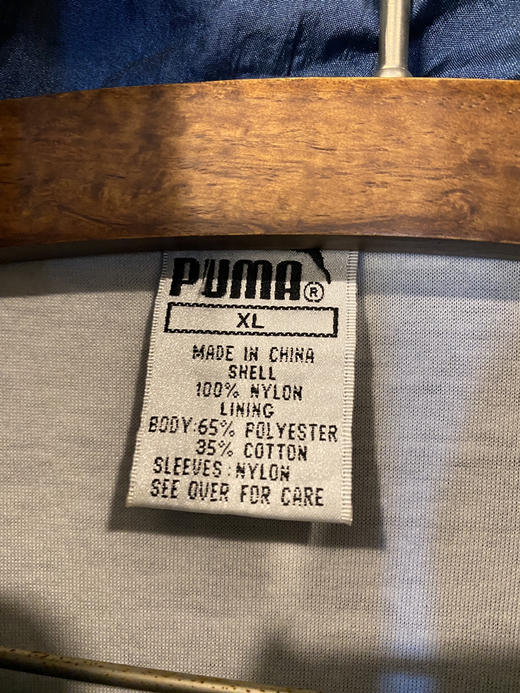 PUMA®
XL
MADE IN CHINA
SHELL
100% NYLON
LINING
BODY:65% POLYESTER
35% COTTON
SLEEVES:NYLON
SEE OVER FOR CARE